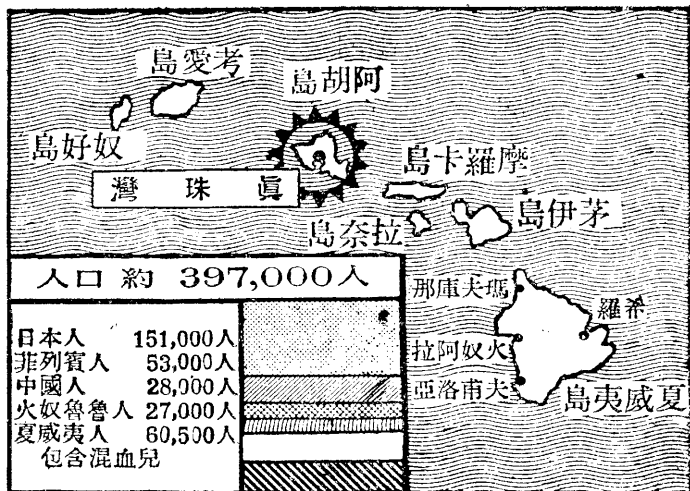 考愛島
阿胡島
奴好島
摩羅卡島
眞珠灣
茅伊島
拉奈島
人口約 397,000人
瑪夫庫那
希羅
日本人 151,000人
火奴阿拉
非列賓人 53,000人
中國人 28,000人
夫甫洛亞
火奴魯魯人 27,000人
夏威夷島
夏威夷人 60,500人
包含混血兒